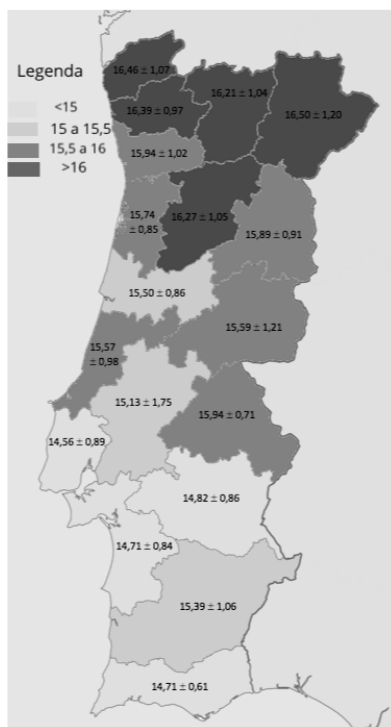 Legenda
<15
15 a 15,5
15,5 a 16
>16
16,46 ± 1,07
16,39 ± 0,97
16,21 ± 1,04
16,50 ± 1,20
15,94 ± 1,02
15,74
± 0,85
16,27 ± 1,05
15,89 ± 0,91
15,50 ± 0,86
15,59 ± 1,21
15,57
± 0,98
15,13 ± 1,75
15,94 ± 0,71
14,56 ± 0,89
14,82 ± 0,86
14,71 ± 0,84
15,39 ± 1,06
14,71 ± 0,61